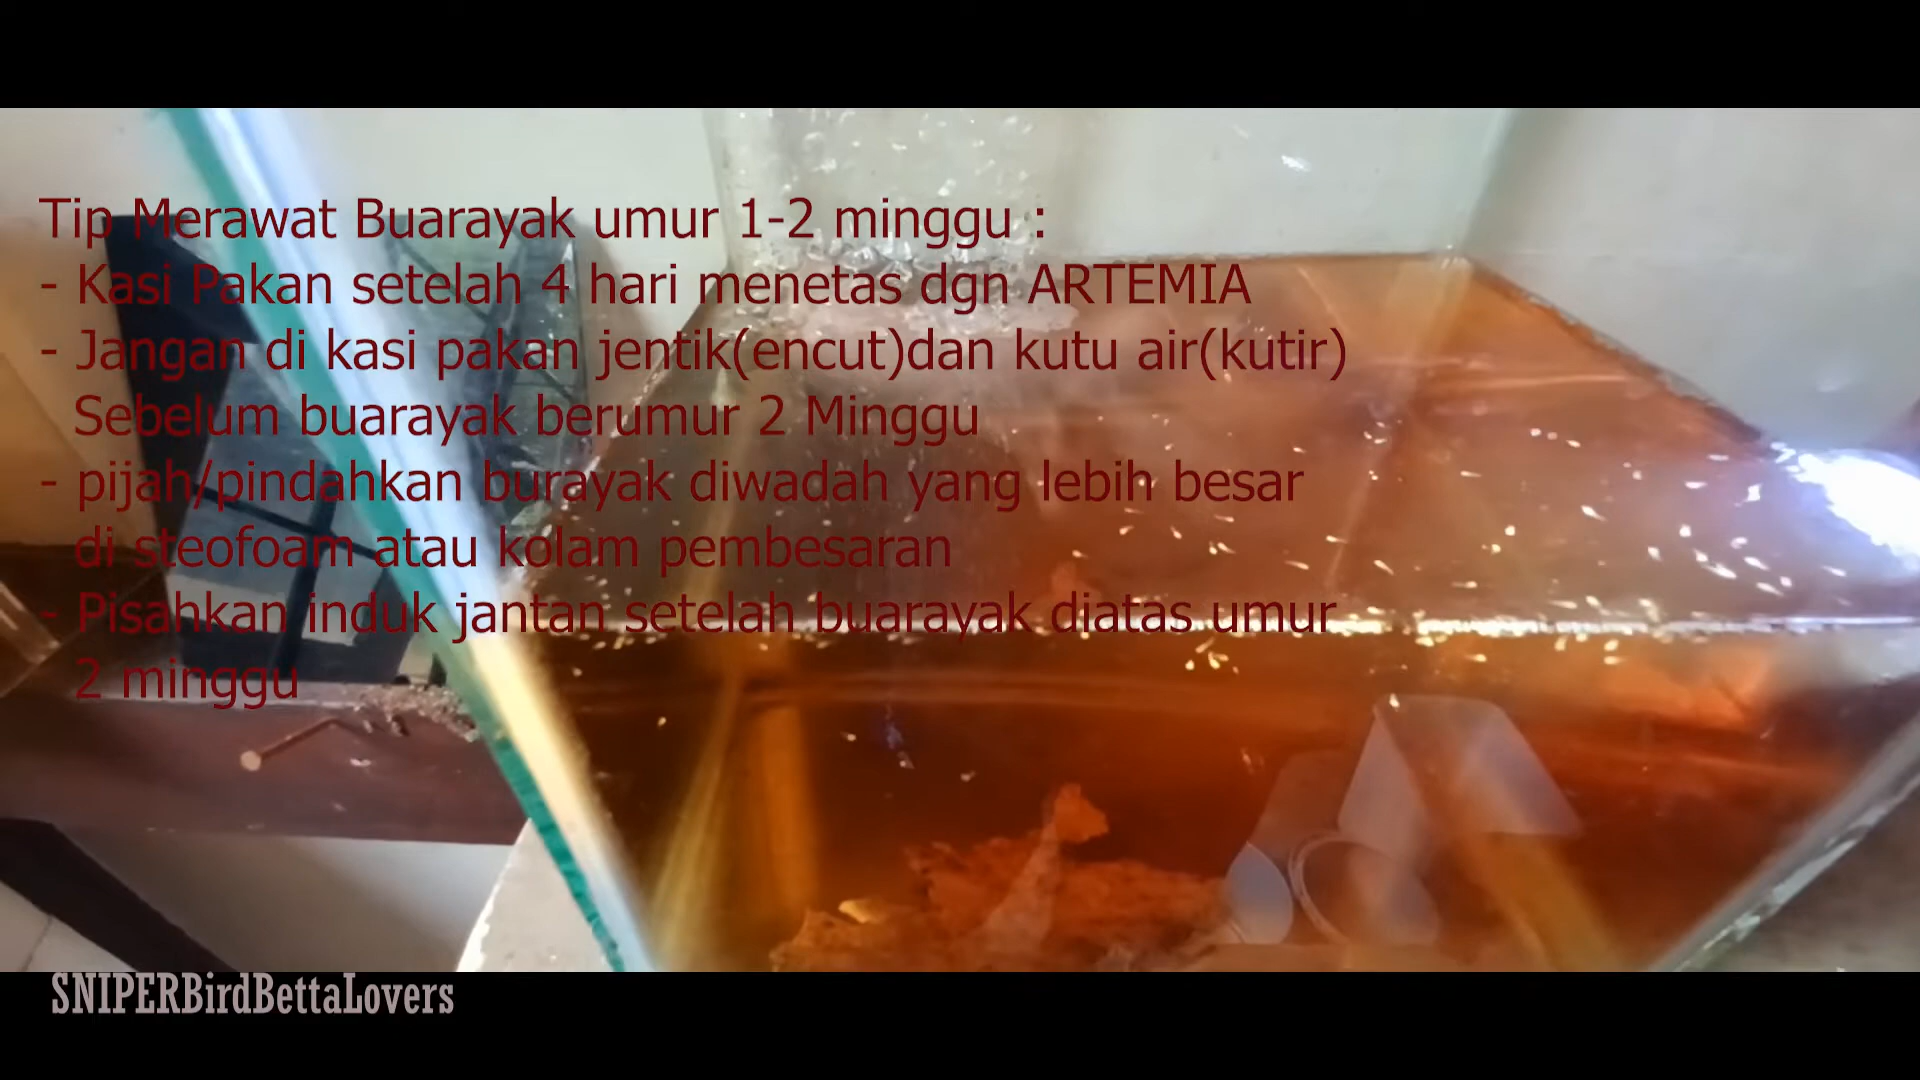 Tip Merawat Buarayak umur 1-2 minggu :
- Kasi Pakan setelah 4 hari menetas dgn ARTEMIA
- Jangan di kasi pakan jentik(encut)dan kutu air(kutir)
Sebelum buarayak berumur 2 Minggu
- pijah/pindahkan burayak diwadah yang lebih besar
di steofoam atau kolam pembesaran
- Pisahkan induk jantan setelah buarayak diatas umur
2 minggu
SNIPERBirdBettaLovers